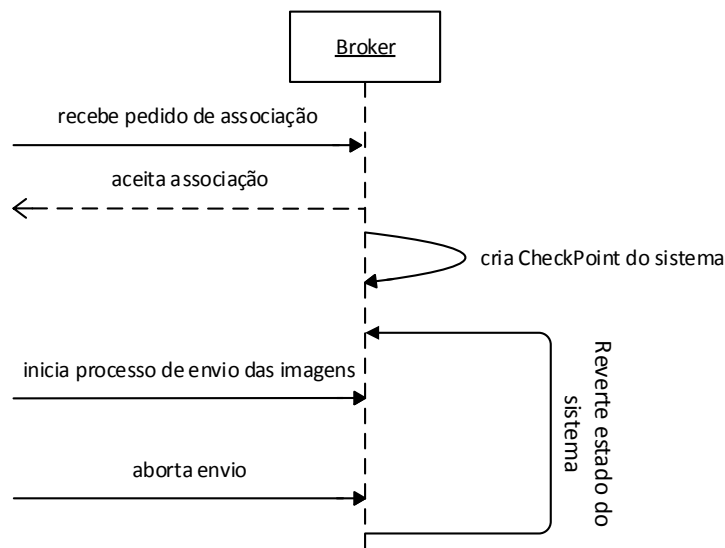 Broker
recebe pedido de associação
aceita associação
cria CheckPoint do sistema
inicia processo de envio das imagens
Reverte estado do
sistema
aborta envio